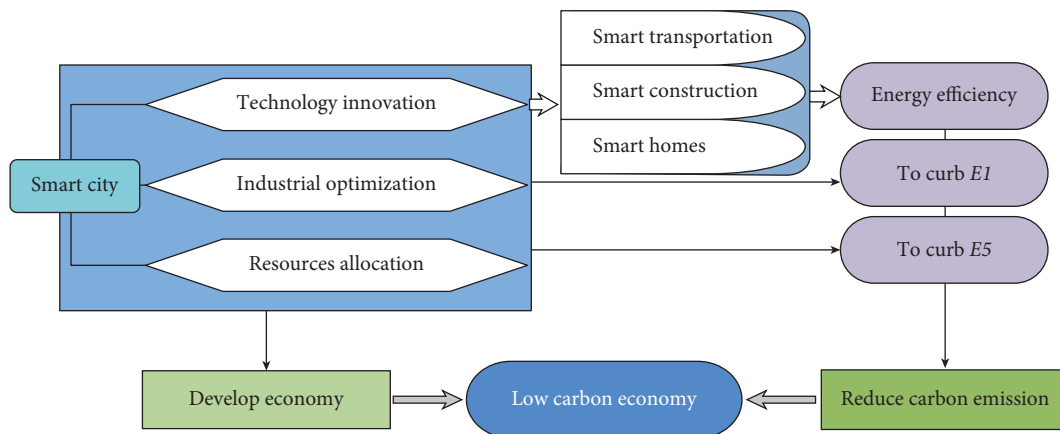 Smart transportation
Technology innovation
Smart construction
Energy efficiency
Smart homes
Smart city
Industrial optimization
To curb E1
Resources allocation
To curb E5
Develop economy
Low carbon economy
Reduce carbon emission